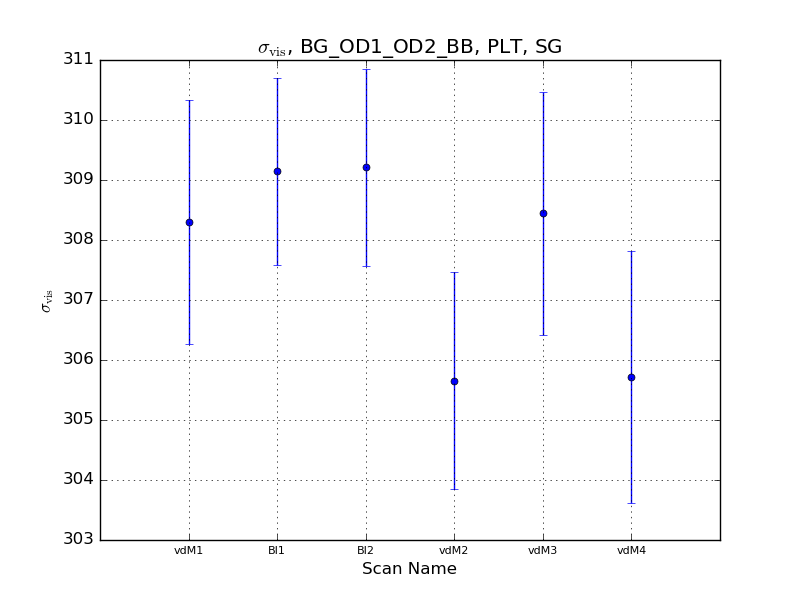 σvis, BG_OD1_OD2_BB, PLT, SG
311
310
309
308
307
306
305
304
303
σvis
vdM1 BI1 BI2 vdM2 vdM3 vdM4
Scan Name